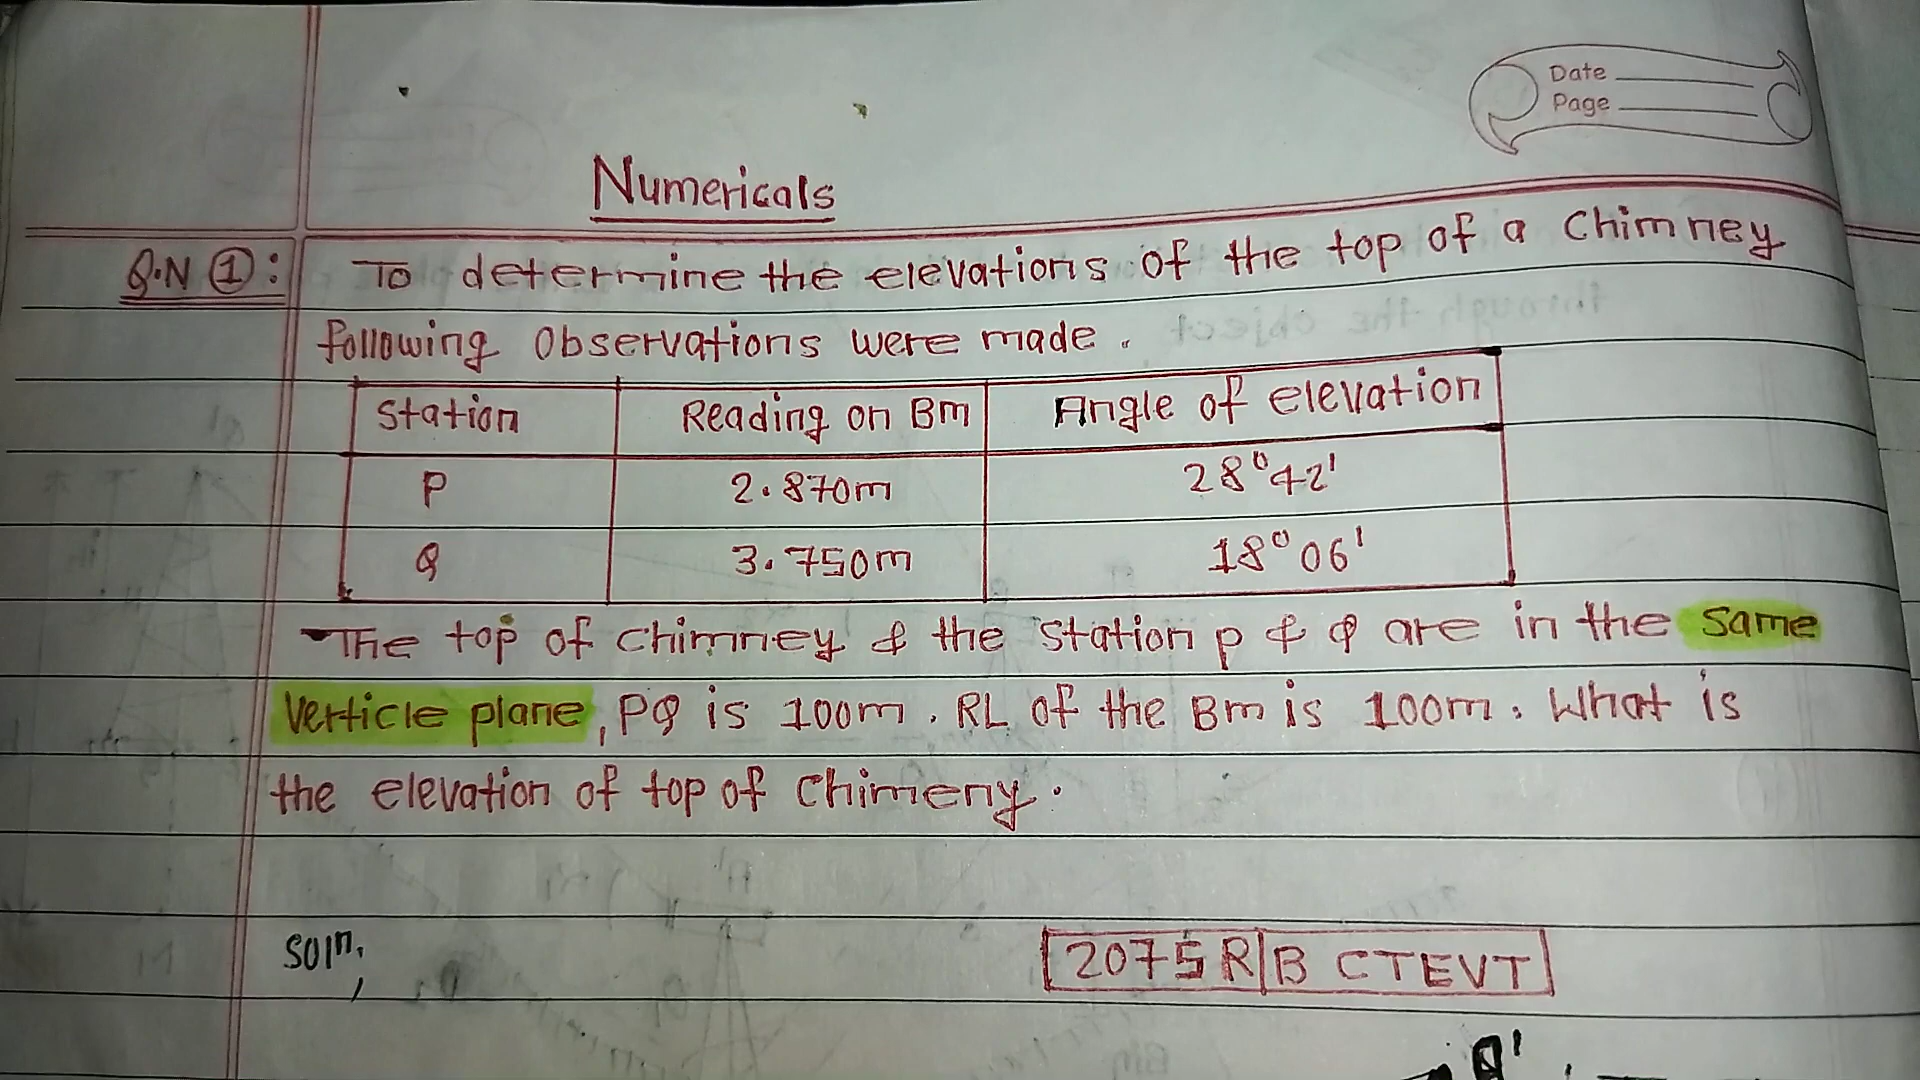 Date
Page
Numericals
Q.N ①: To determine the elevations of the top of a Chimney
following Observations were made.
Station Reading on Bm Angle of elevation
P 2.870m 28°42'
Q 3.750m 18°06'
The top of chimney & the station P & Q are in the same
verticle plane, PQ is 100m. RL of the Bm is 100m. What is
the elevation of top of Chimeny.
Soln;
2075 R/B CTEVT
Q'